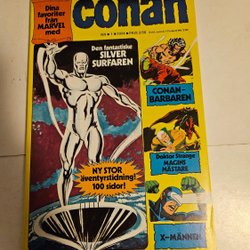 Dina
favoriter
från
MARVEL
med
conan
Den fantastiske
SILVER
SURFAREN
CONAN-
BARBAREN
Doktor Strange
MAGINS
MÄSTARE
NY STOR
äventyrstidning!
100 sidor!
X-MÄNNEN